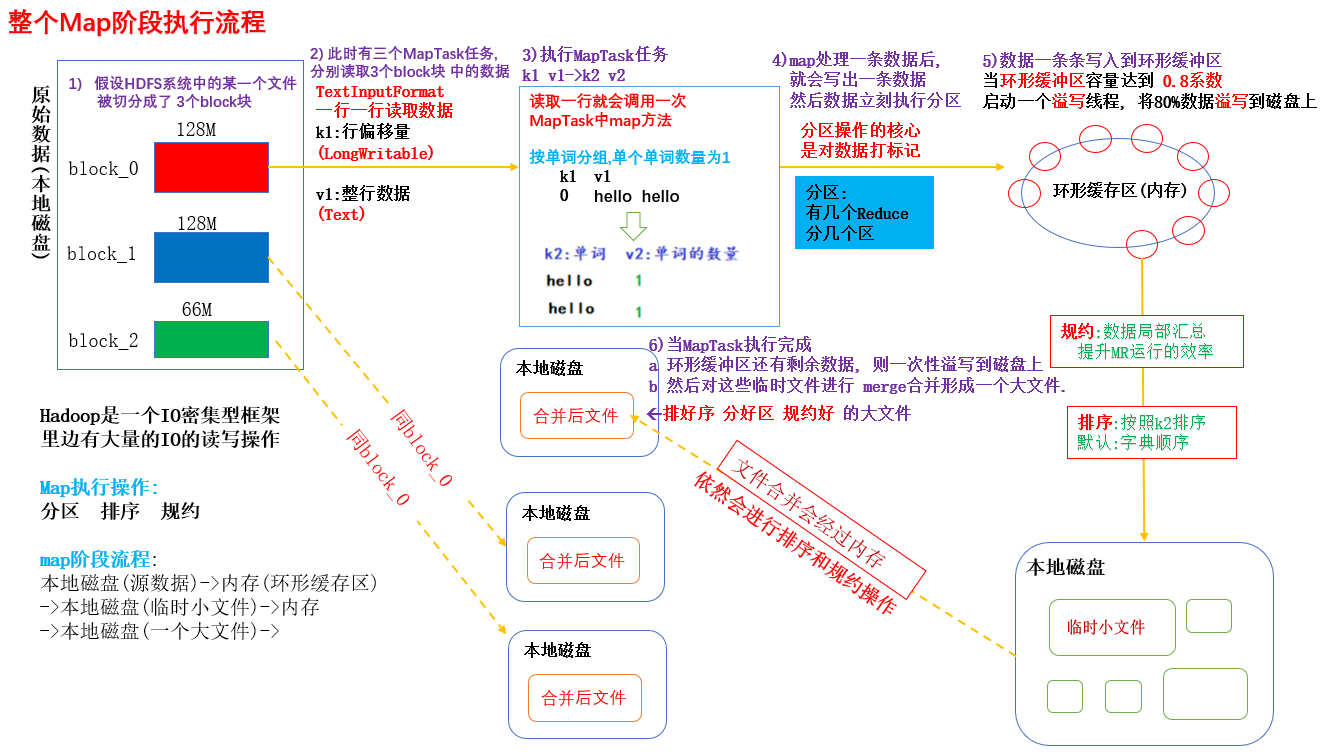 整个Map阶段执行流程
原始数据(本地磁盘)
1) 假设HDFS系统中的某一个文件
被切分成了 3个block块
128M
block_0
128M
block_1
66M
block_2
2) 此时有三个MapTask任务,
分别读取3个block块 中的数据
TextInputFormat
一行一行读取数据
k1:行偏移量
(LongWritable)
v1:整行数据
(Text)
3)执行MapTask任务
k1 v1->k2 v2
读取一行就会调用一次
MapTask中map方法
按单词分组,单个单词数量为1
k1 v1
0 hello hello
k2:单词 v2:单词的数量
hello 1
hello 1
4)map处理一条数据后,
就会写出一条数据
然后数据立刻执行分区
分区操作的核心
是对数据打标记
分区:
有几个Reduce
分几个区
5)数据一条条写入到环形缓冲区
当环形缓冲区容量达到 0.8系数
启动一个溢写线程, 将80%数据溢写到磁盘上
环形缓存区(内存)
规约:数据局部汇总
提升MR运行的效率
排序:按照k2排序
默认:字典顺序
本地磁盘
临时小文件
文件合并会经过内存
依然会进行排序和规约操作
6)当MapTask执行完成
a 环形缓冲区还有剩余数据, 则一次性溢写到磁盘上
b 然后对这些临时文件进行 merge合并形成一个大文件.
←排好序 分好区 规约好 的大文件
本地磁盘
合并后文件
同block_0
同block_0
本地磁盘
合并后文件
本地磁盘
合并后文件
Hadoop是一个IO密集型框架
里边有大量的IO的读写操作
Map执行操作:
分区 排序 规约
map阶段流程:
本地磁盘(源数据)->内存(环形缓存区)
->本地磁盘(临时小文件)->内存
->本地磁盘(一个大文件)->